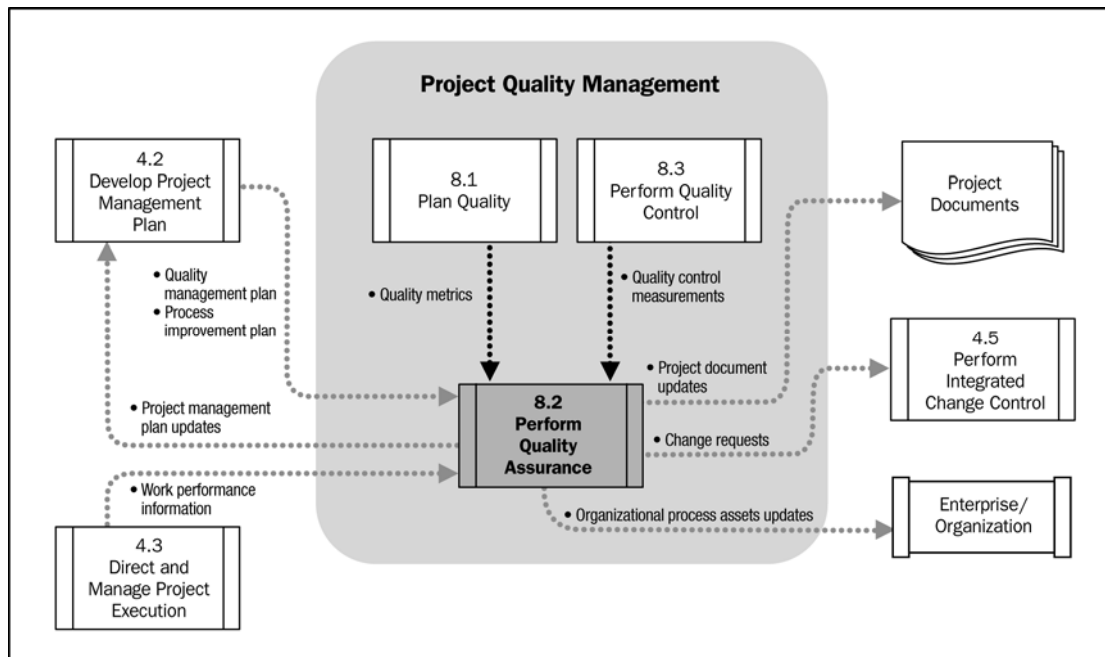 Project Quality Management
4.2
Develop Project
Management
Plan
8.1
Plan Quality
8.3
Perform Quality
Control
Project
Documents
• Quality
management plan
• Process
improvement plan
• Quality metrics
• Quality control
measurements
4.5
Perform
Integrated
Change Control
• Project document
updates
8.2
Perform
Quality
Assurance
• Project management
plan updates
• Change requests
• Work performance
information
• Organizational process assets updates
Enterprise/
Organization
4.3
Direct and
Manage Project
Execution